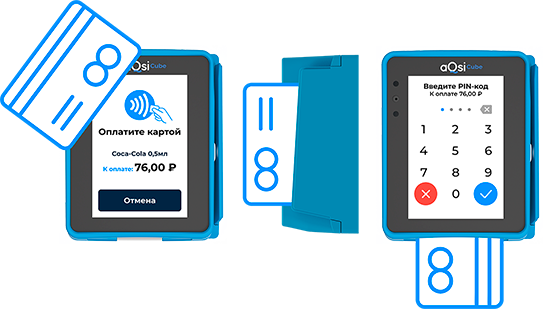 aQsi Cube
Оплатите картой
Coca-Cola 0,5мл
К оплате: 76,00 ₽
Отмена
aQsi Cube
Введите PIN-код
К оплате 76,00 ₽
1 2 3
4 5 6
7 8 9
0